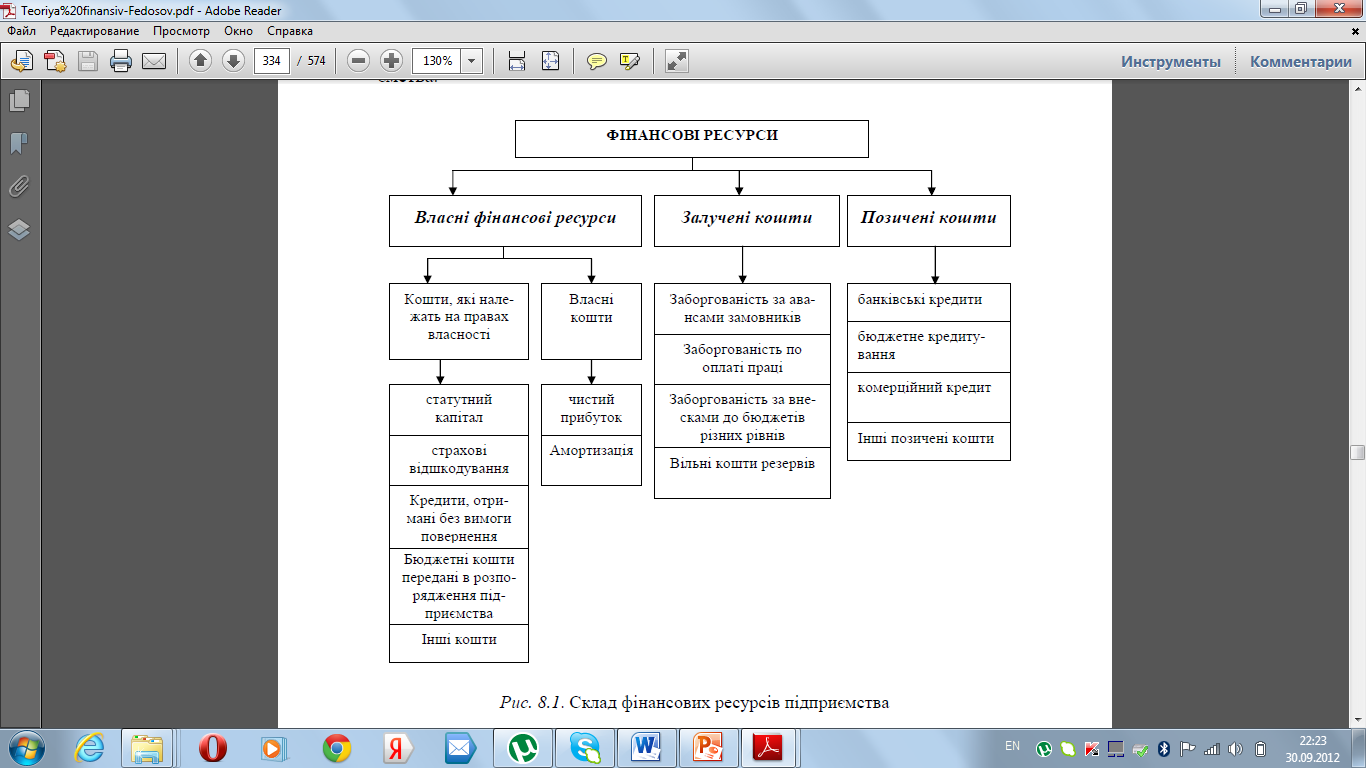 Teoriya%20finansiv-Fedosov.pdf - Adobe Reader
Файл Редактирование Просмотр Окно Справка
334 / 574 130% Инструменты Комментарии
ФІНАНСОВІ РЕСУРСИ
Власні фінансові ресурси
Залучені кошти
Позичені кошти
Кошти, які нале-
жать на правах
власності
статутний
капітал
страхові
відшкодування
Кредити, отри-
мані без вимоги
повернення
Бюджетні кошти
передані в розпо-
рядження під-
приємства
Інші кошти
Власні
кошти
чистий
прибуток
Амортизація
Заборгованість за ава-
нсами замовників
Заборгованість по
оплаті праці
Заборгованість за вне-
сками до бюджетів
різних рівнів
Вільні кошти резервів
банківські кредити
бюджетне кредиту-
вання
комерційний кредит
Інші позичені кошти
Рис. 8.1. Склад фінансових ресурсів підприємства
EN
22:23
30.09.2012